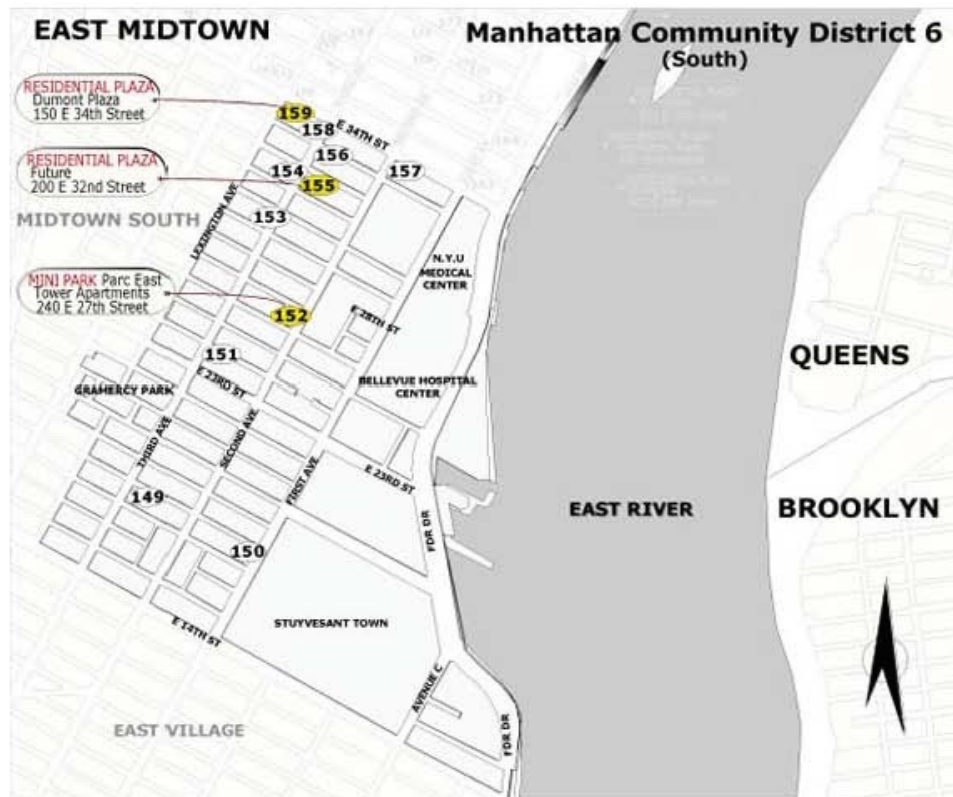 EAST MIDTOWN
Manhattan Community District 6
(South)
RESIDENTIAL PLAZA
Dumont Plaza
150 E 34th Street
159
158
E 34TH ST
156
157
RESIDENTIAL PLAZA
Future
200 E 32nd Street
154
155
MIDTOWN SOUTH
LEXINGTON AVE
153
N.Y.U
MEDICAL
CENTER
MINI PARK Parc East
Tower Apartments
240 E 27th Street
152
E 28TH ST
151
QUEENS
GRAMERCY PARK
E 23RD ST
BELLEVUE HOSPITAL
CENTER
THIRD AVE
SECOND AVE
FIRST AVE
E 23RD ST
149
FDR DR
EAST RIVER
BROOKLYN
150
E 14TH ST
STUYVESANT TOWN
AVENUE C
EAST VILLAGE
FDR DR